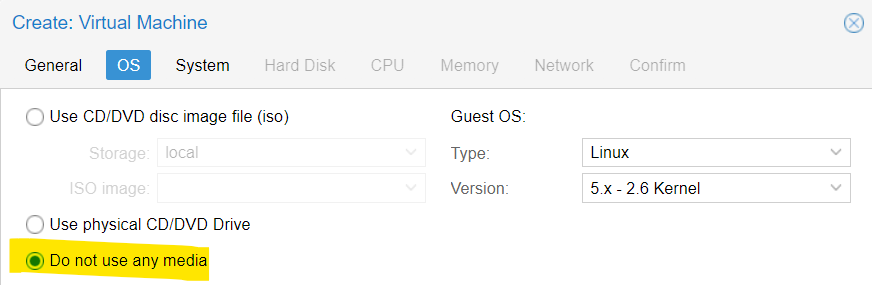 Create: Virtual Machine
General OS System Hard Disk CPU Memory Network Confirm
Use CD/DVD disc image file (iso)
Storage: local
ISO image:
Use physical CD/DVD Drive
Do not use any media
Guest OS:
Type: Linux
Version: 5.x - 2.6 Kernel